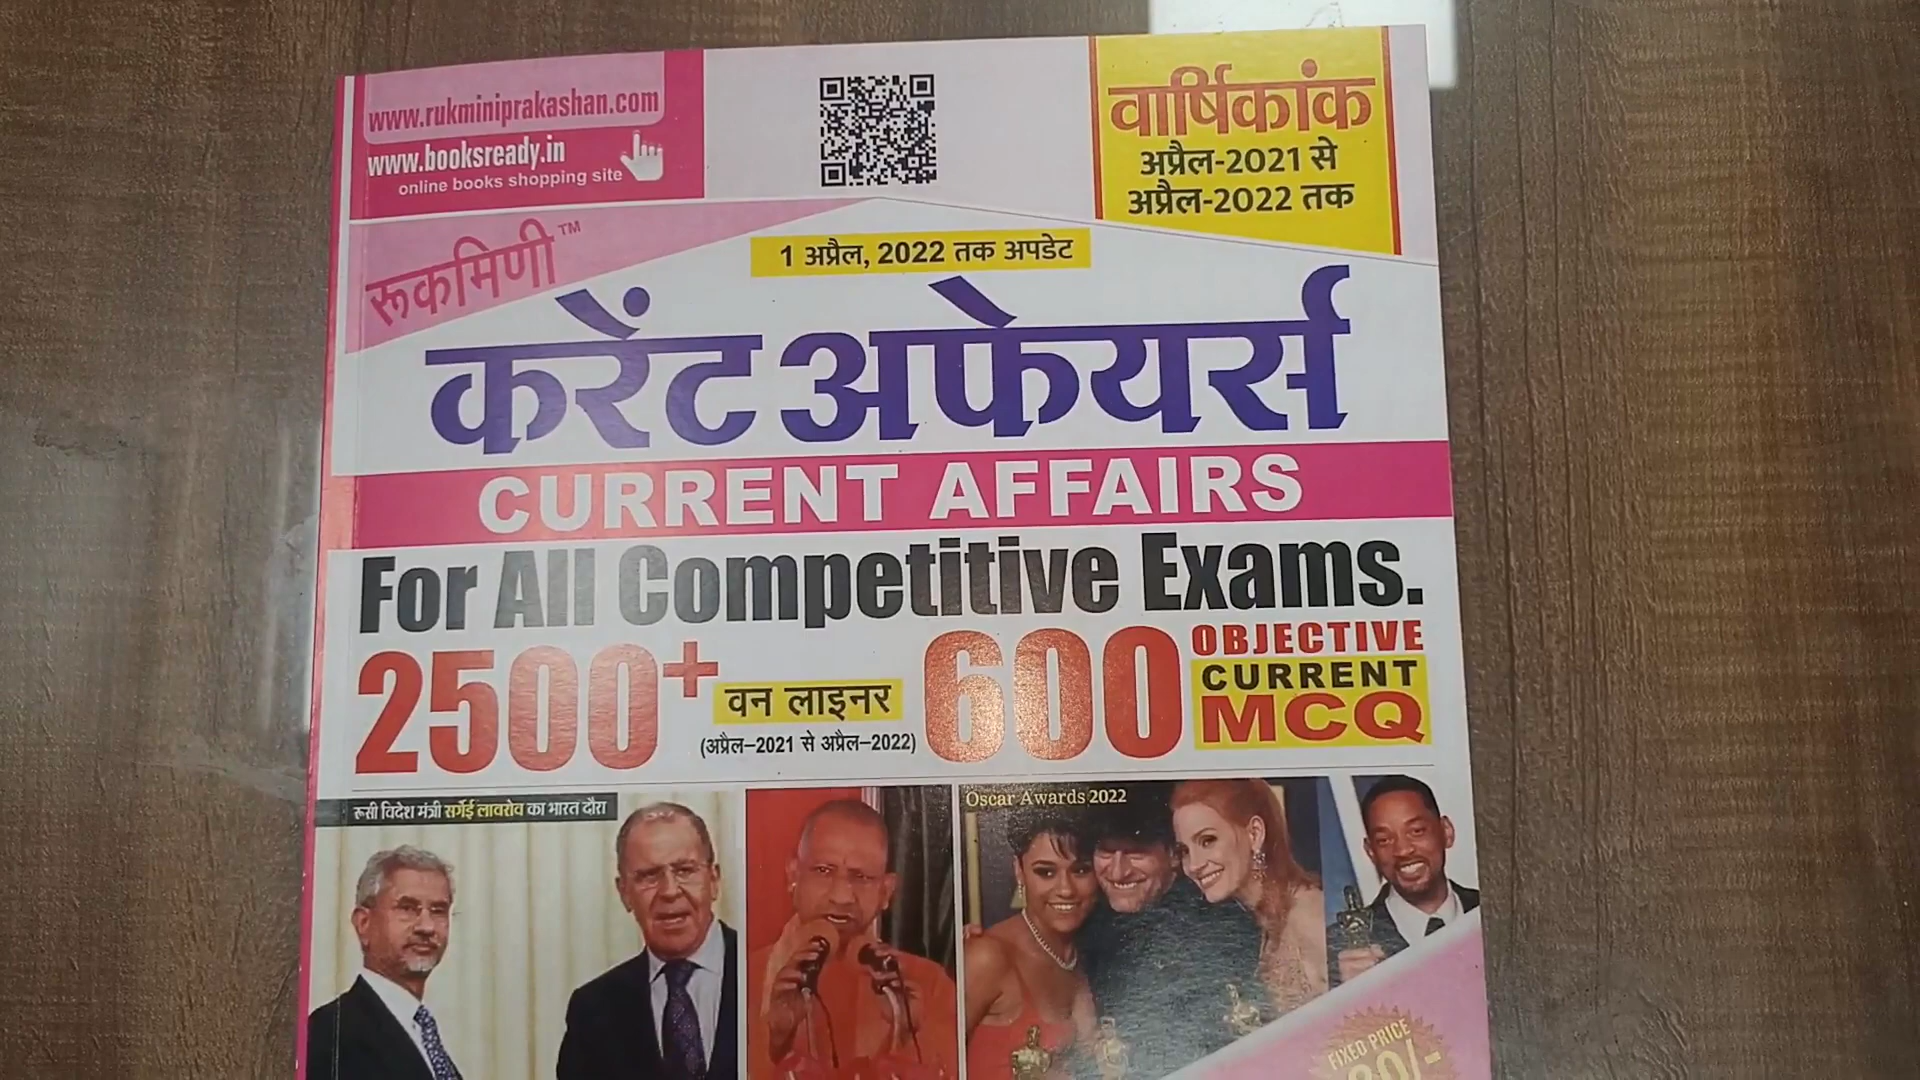 www.rukminiprakashan.com
www.booksready.in
online books shopping site
वार्षिकांक
अप्रैल-2021 से
अप्रैल-2022 तक
रूकमिणी™
1 अप्रैल, 2022 तक अपडेट
करेंट अफेयर्स
CURRENT AFFAIRS
For All Competitive Exams.
2500+ वन लाइनर
(अप्रैल–2021 से अप्रैल–2022)
600 OBJECTIVE
CURRENT
MCQ
रूसी विदेश मंत्री सर्गेई लावरोव का भारत दौरा
Oscar Awards 2022
FIXED PRICE